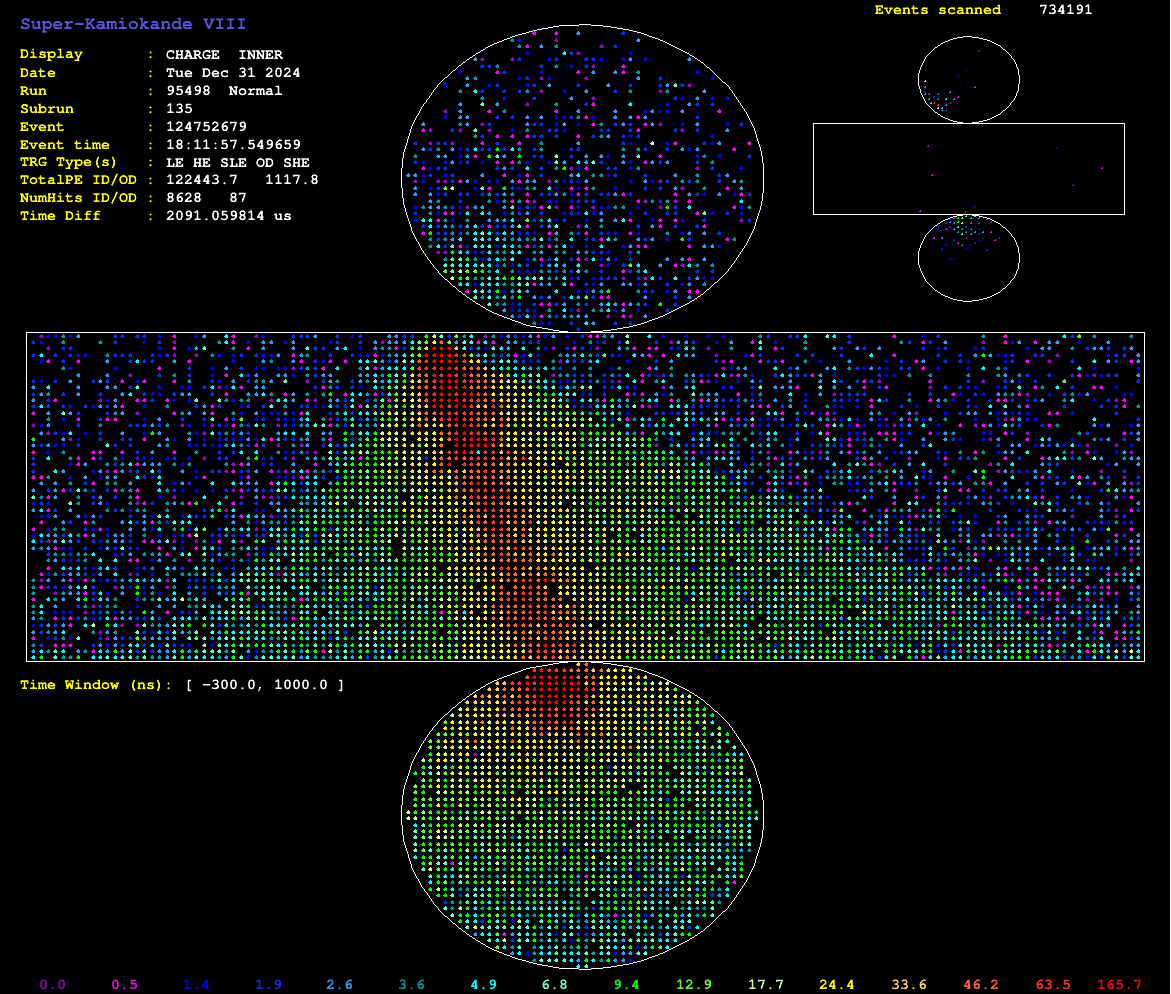 Super-Kamiokande VIII
Events scanned 734191
Display : CHARGE INNER
Date : Tue Dec 31 2024
Run : 95498 Normal
Subrun : 135
Event : 124752679
Event time : 18:11:57.549659
TRG Type(s) : LE HE SLE OD SHE
TotalPE ID/OD : 122443.7 1117.8
NumHits ID/OD : 8628 87
Time Diff : 2091.059814 us
Time Window (ns): [ −300.0, 1000.0 ]
0.0 0.5 1.4 1.9 2.6 3.6 4.9 6.8 9.4 12.9 17.7 24.4 33.6 46.2 63.5 165.7